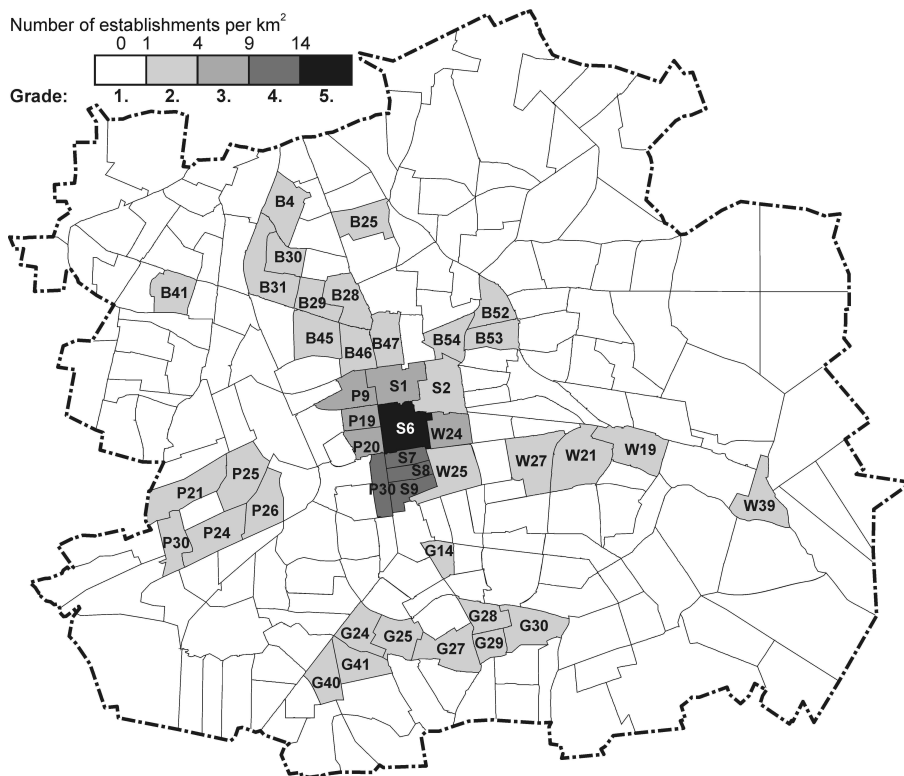 Number of establishments per km²
0 1 4 9 14
Grade: 1. 2. 3. 4. 5.
B4
B25
B30
B31
B41
B29
B28
B52
B45
B47
B54
B53
B46
S1
S2
P9
P19
S6
W24
P20
S7
P25
S8
W25
W27
W21
W19
P21
P30
S9
P26
W39
P24
P30
G14
G28
G24
G25
G30
G27
G29
G41
G40